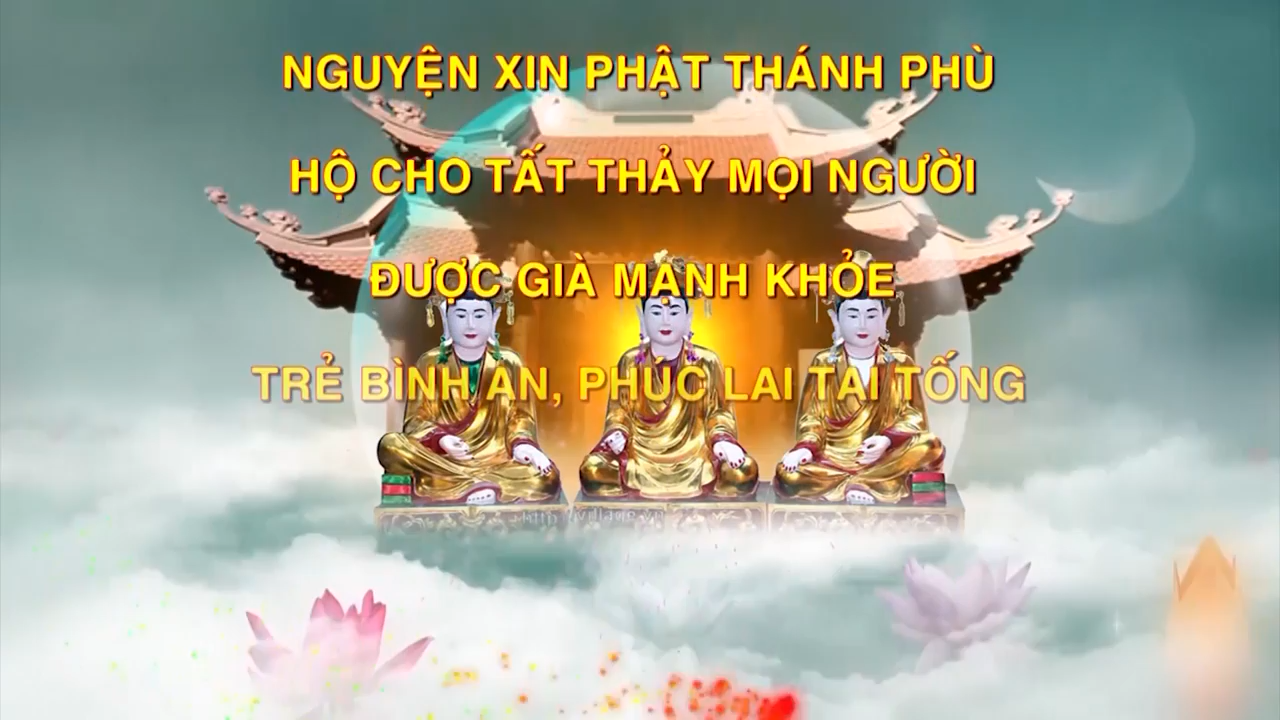 NGUYỆN XIN PHẬT THÁNH PHÙ
HỘ CHO TẤT THẢY MỌI NGƯỜI
ĐƯỢC GIÀ MẠNH KHỎE
TRẺ BÌNH AN, PHÚC LAI TAI TỐNG